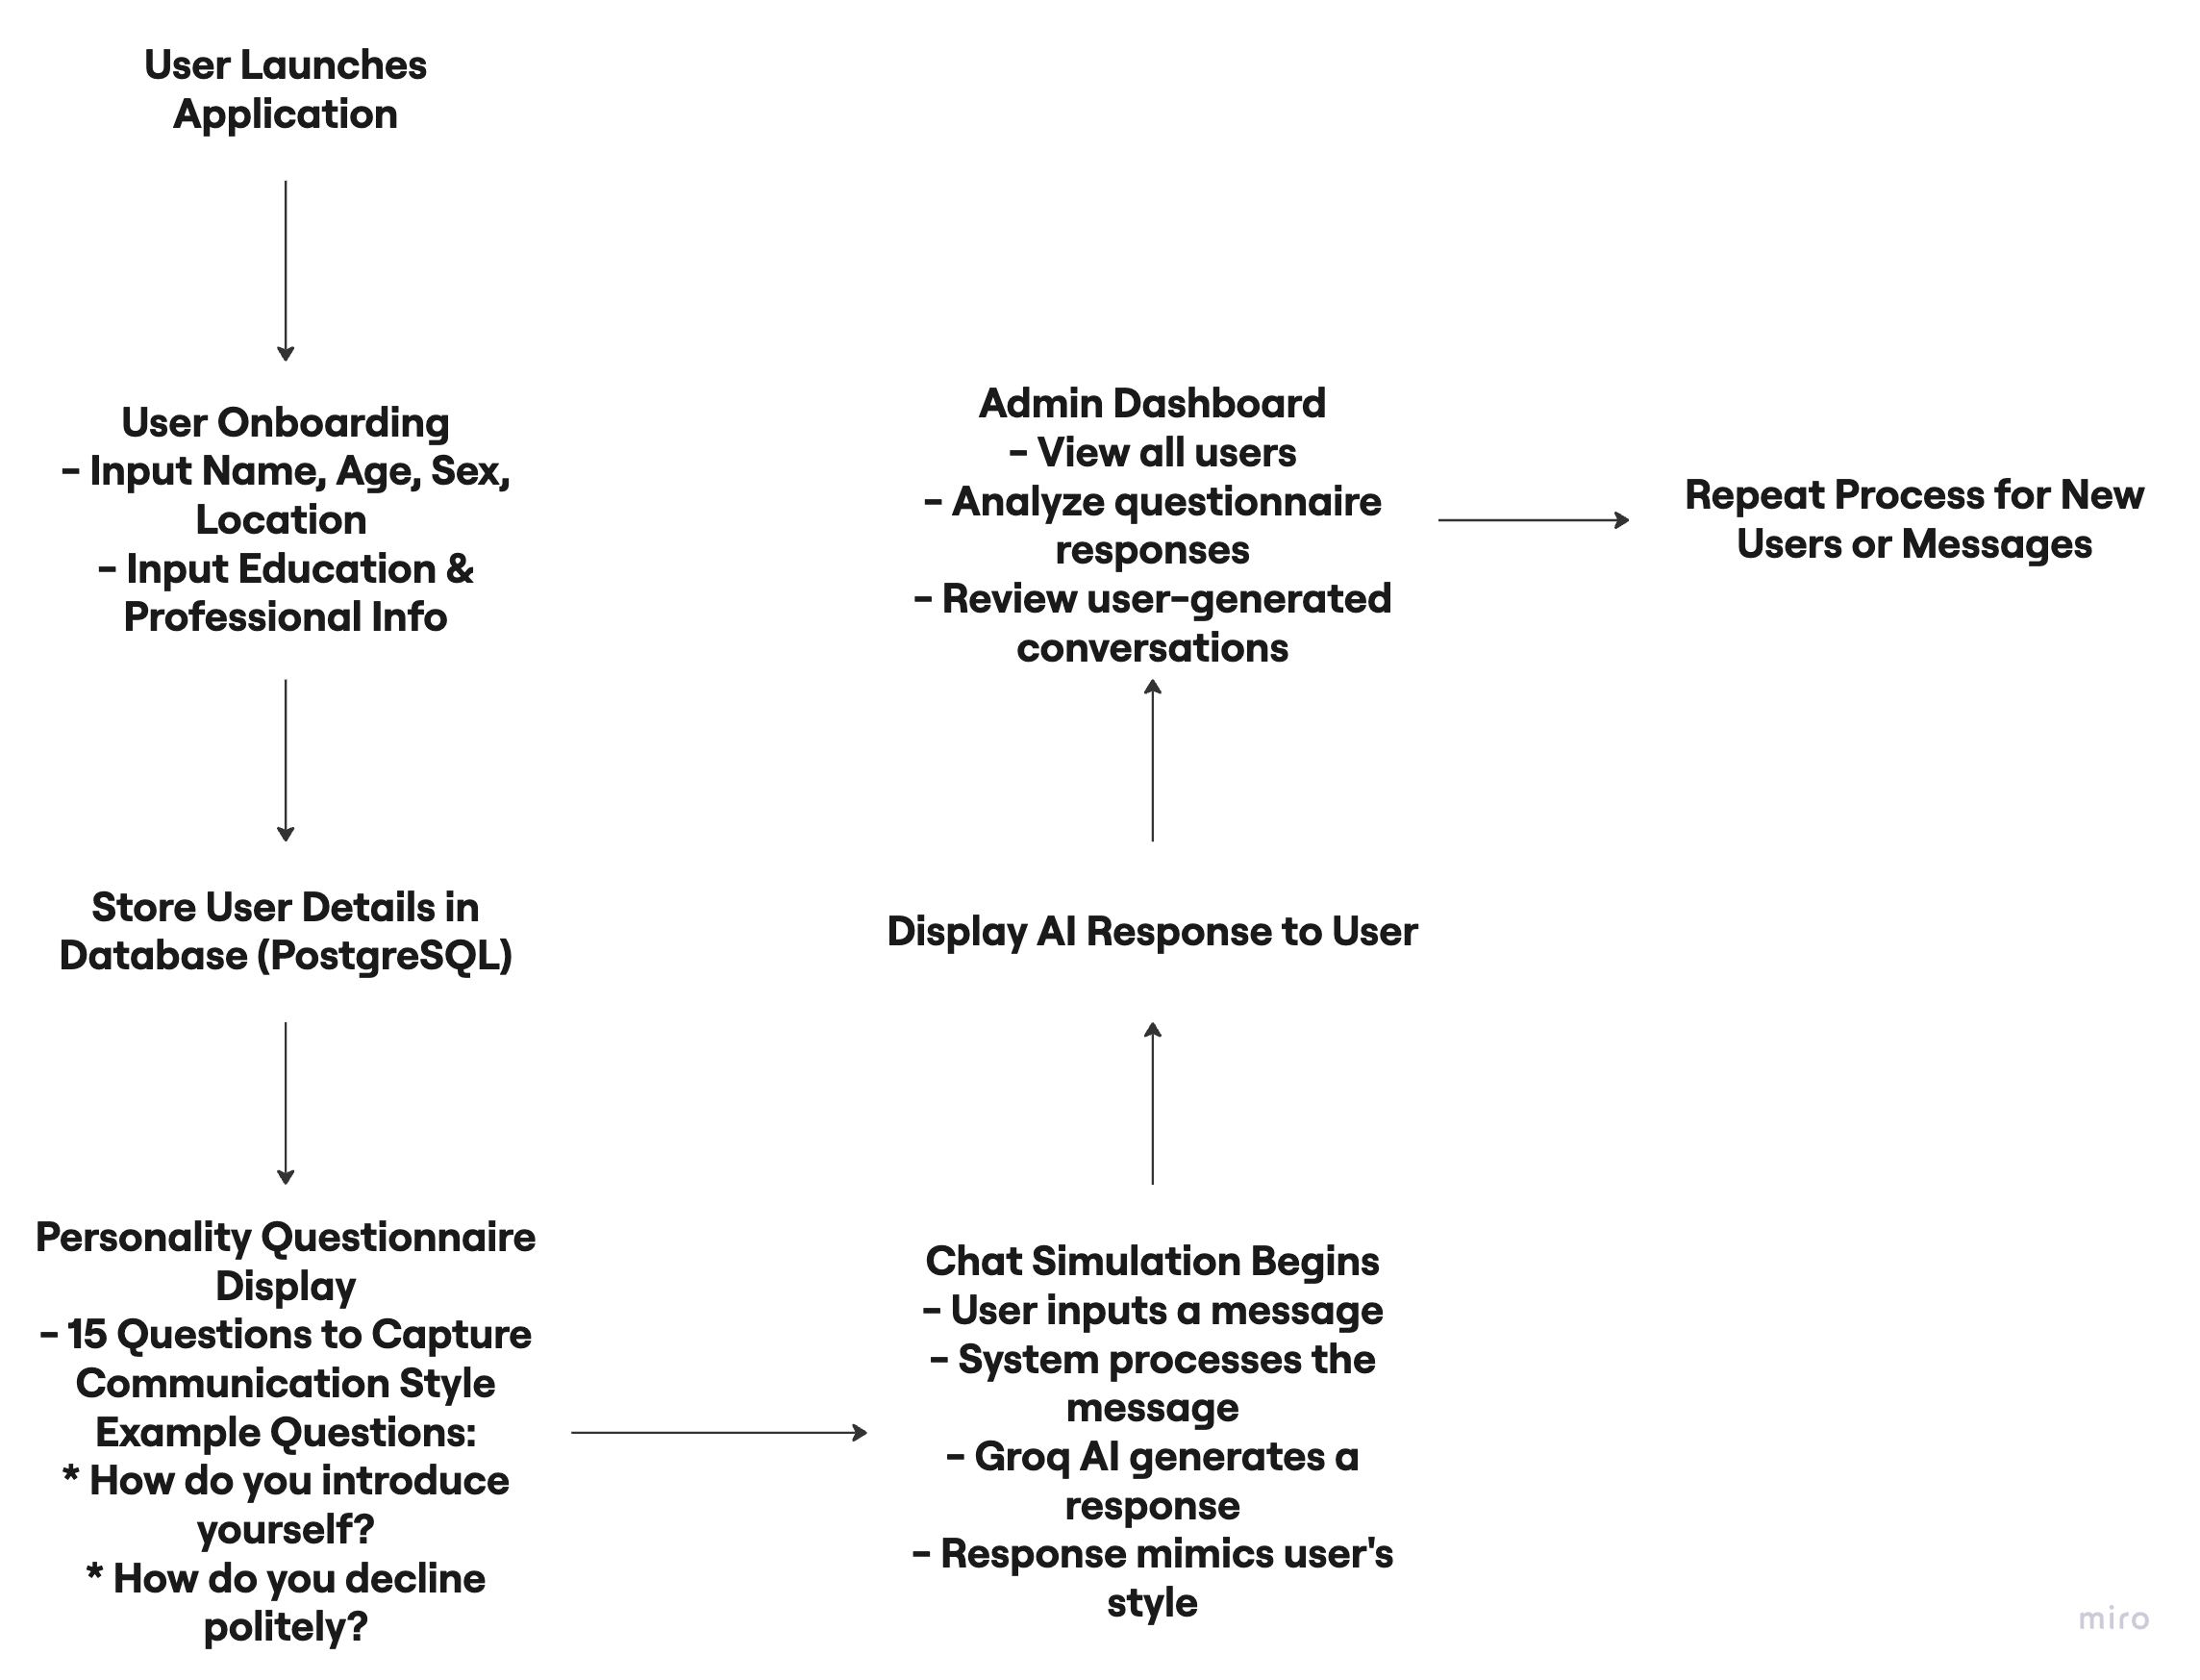 User Launches
Application
User Onboarding
- Input Name, Age, Sex,
Location
- Input Education &
Professional Info
Store User Details in
Database (PostgreSQL)
Personality Questionnaire
Display
- 15 Questions to Capture
Communication Style
Example Questions:
* How do you introduce
yourself?
* How do you decline
politely?
Chat Simulation Begins
- User inputs a message
- System processes the
message
- Groq AI generates a
response
- Response mimics user's
style
Display AI Response to User
Admin Dashboard
- View all users
- Analyze questionnaire
responses
- Review user-generated
conversations
Repeat Process for New
Users or Messages
miro